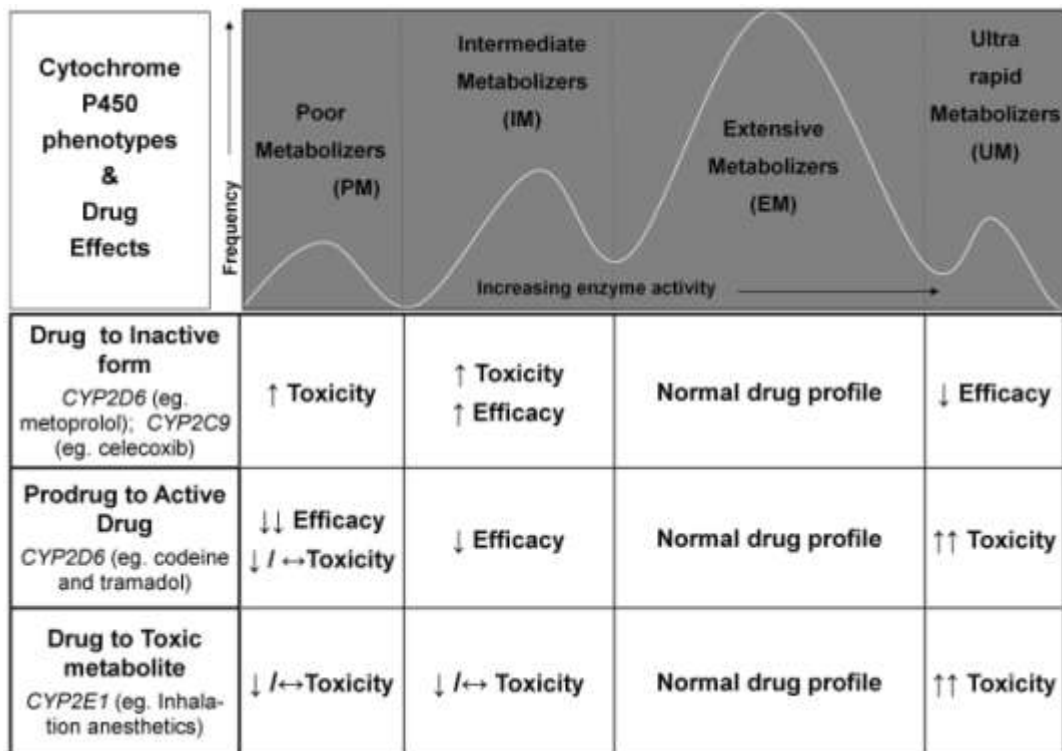 Cytochrome
P450
phenotypes
&
Drug
Effects
Frequency
Poor
Metabolizers
(PM)
Intermediate
Metabolizers
(IM)
Extensive
Metabolizers
(EM)
Ultra
rapid
Metabolizers
(UM)
Increasing enzyme activity
Drug to Inactive
form
CYP2D6 (eg.
metoprolol); CYP2C9
(eg. celecoxib)
↑ Toxicity
↑ Toxicity
↑ Efficacy
Normal drug profile
↓ Efficacy
Prodrug to Active
Drug
CYP2D6 (eg. codeine
and tramadol)
↓↓ Efficacy
↓ / ↔Toxicity
↓ Efficacy
Normal drug profile
↑↑ Toxicity
Drug to Toxic
metabolite
CYP2E1 (eg. Inhala-
tion anesthetics)
↓ /↔Toxicity
↓ /↔ Toxicity
Normal drug profile
↑↑ Toxicity